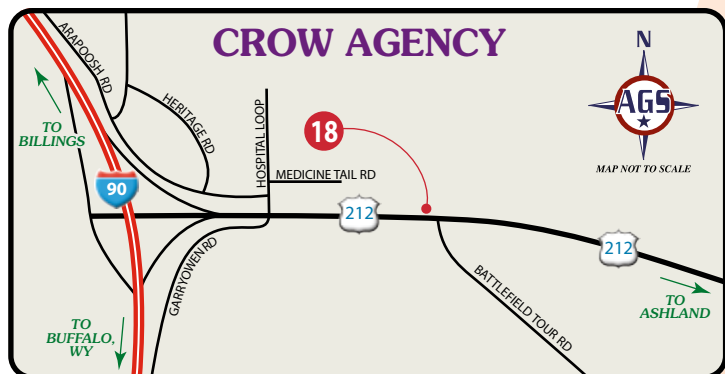 CROW AGENCY
N
AGS
MAP NOT TO SCALE
ARAPOOSH RD
HERITAGE RD
HOSPITAL LOOP
18
TO
BILLINGS
MEDICINE TAIL RD
90
212
212
GARRYOWEN RD
BATTLEFIELD TOUR RD
TO
ASHLAND
TO
BUFFALO,
WY